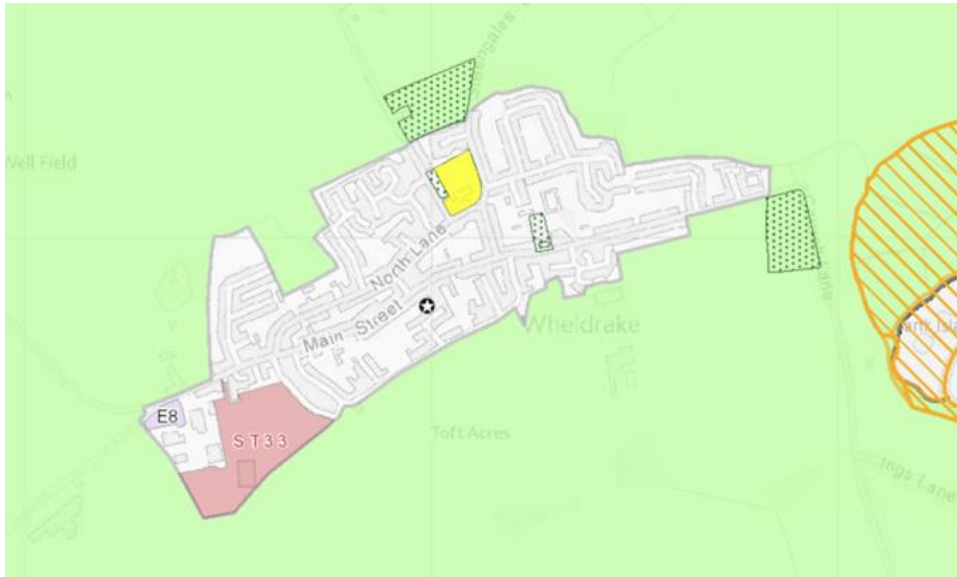 Well Field
North Lane
Main Street
Wheldrake
E8
ST33
Toft Acres
Ings Lane